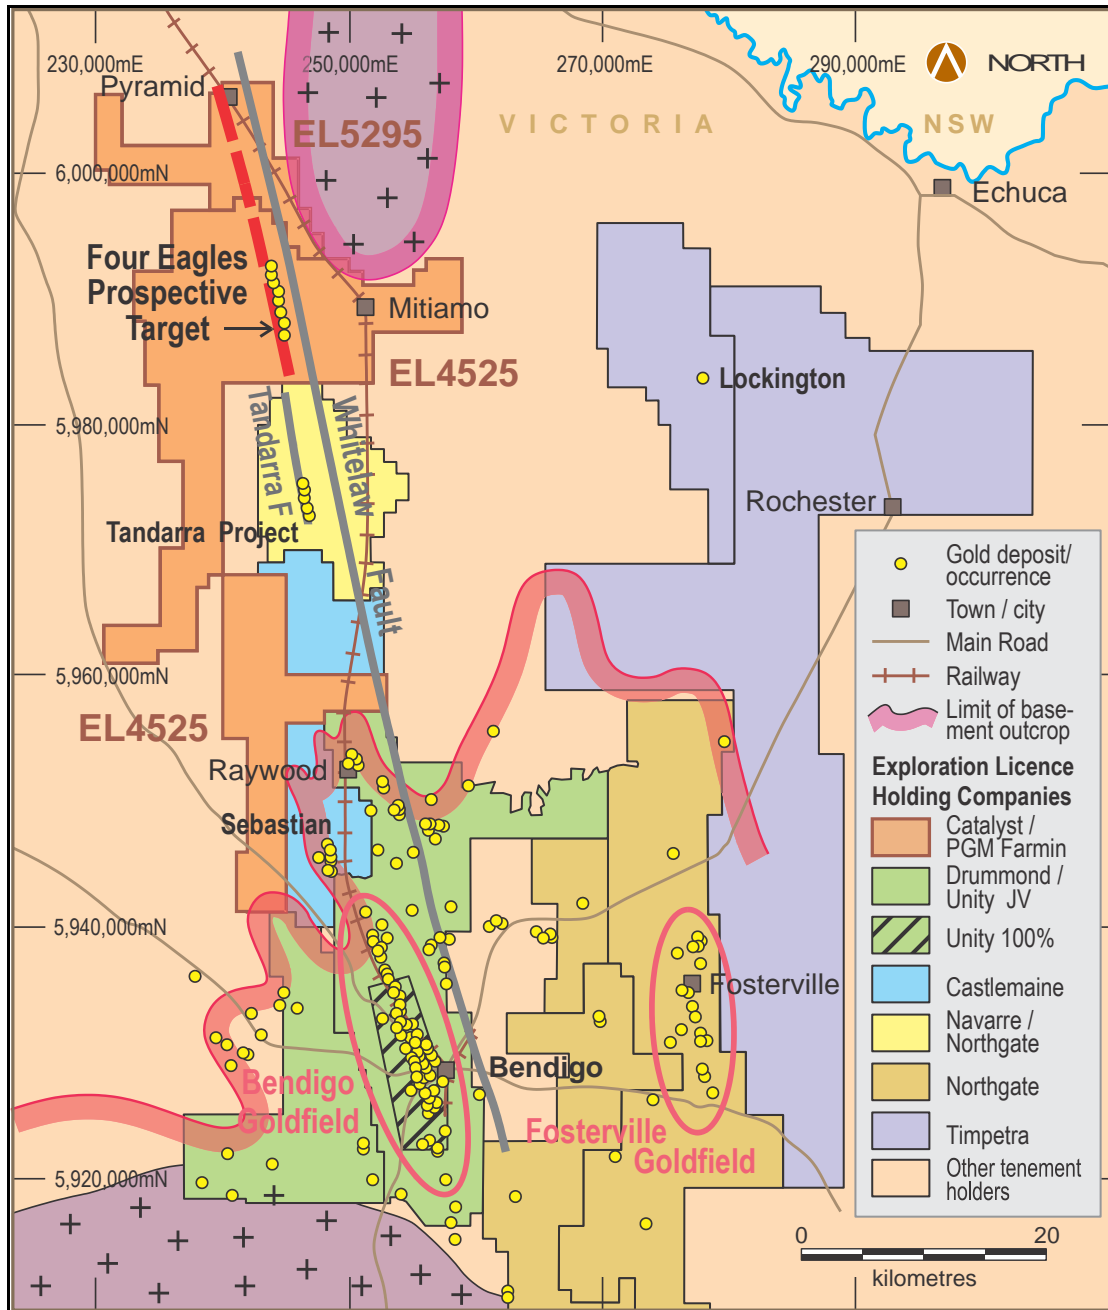 230,000mE
250,000mE
270,000mE
290,000mE
NORTH
Pyramid
EL5295
VICTORIA
NSW
6,000,000mN
Echuca
Four Eagles
Prospective
Target
Mitiamo
EL4525
Lockington
5,980,000mN
Tandarra F
Whitelaw
Fault
Rochester
Tandarra Project
5,960,000mN
EL4525
Raywood
Sebastian
5,940,000mN
Fosterville
Bendigo
Bendigo
Goldfield
Fosterville
Goldfield
5,920,000mN
Gold deposit/
occurrence
Town / city
Main Road
Railway
Limit of base-
ment outcrop
Exploration Licence
Holding Companies
Catalyst /
PGM Farmin
Drummond /
Unity JV
Unity 100%
Castlemaine
Navarre /
Northgate
Northgate
Timpetra
Other tenement
holders
0
20
kilometres